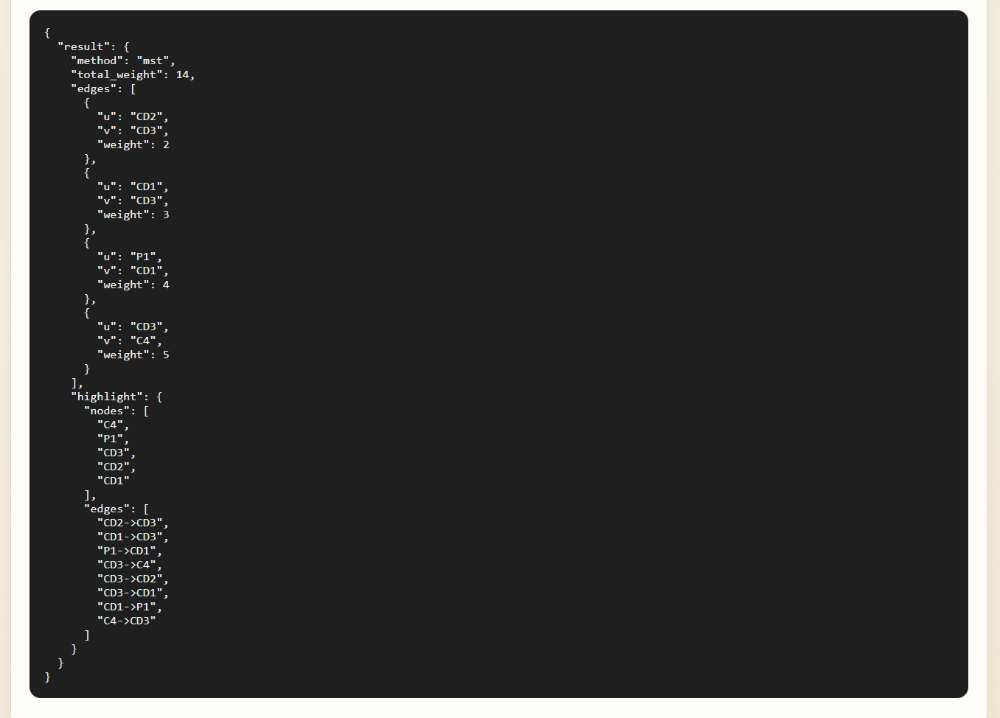 {
  "result": {
    "method": "mst",
    "total_weight": 14,
    "edges": [
      {
        "u": "CD2",
        "v": "CD3",
        "weight": 2
      },
      {
        "u": "CD1",
        "v": "CD3",
        "weight": 3
      },
      {
        "u": "P1",
        "v": "CD1",
        "weight": 4
      },
      {
        "u": "CD3",
        "v": "C4",
        "weight": 5
      }
    ],
    "highlight": {
      "nodes": [
        "C4",
        "P1",
        "CD3",
        "CD2",
        "CD1"
      ],
      "edges": [
        "CD2->CD3",
        "CD1->CD3",
        "P1->CD1",
        "CD3->C4",
        "CD3->CD2",
        "CD3->CD1",
        "CD1->P1",
        "C4->CD3"
      ]
    }
  }
}